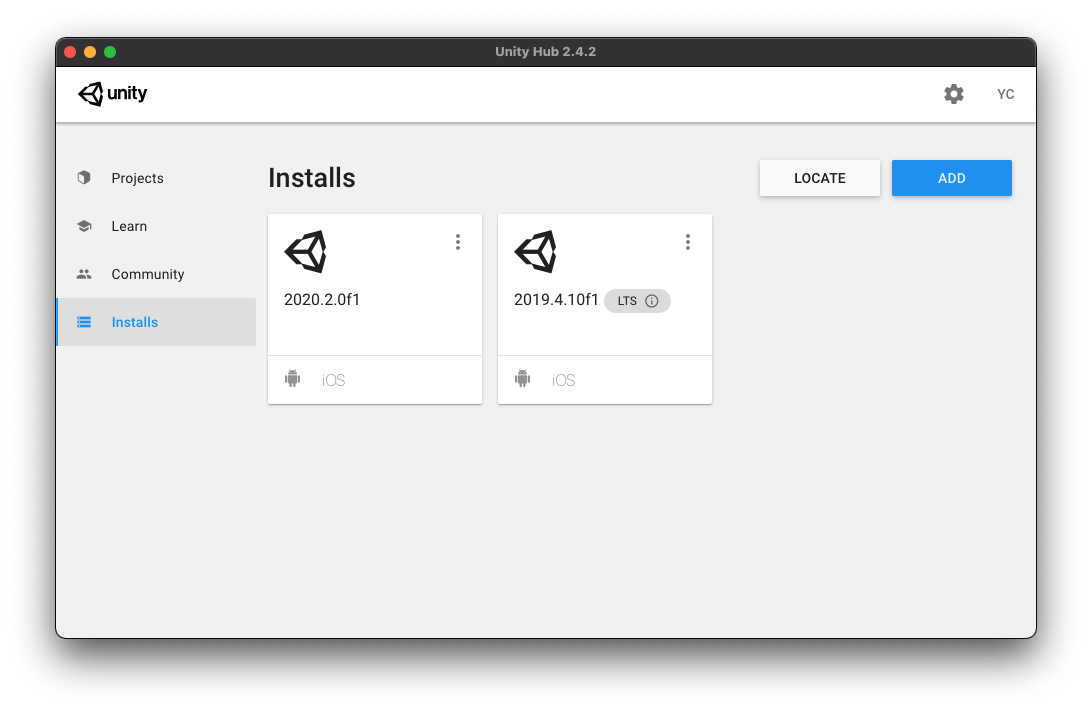 Unity Hub 2.4.2
unity
YC
Projects
Learn
Community
Installs
Installs
LOCATE
ADD
2020.2.0f1
iOS
2019.4.10f1 LTS
iOS